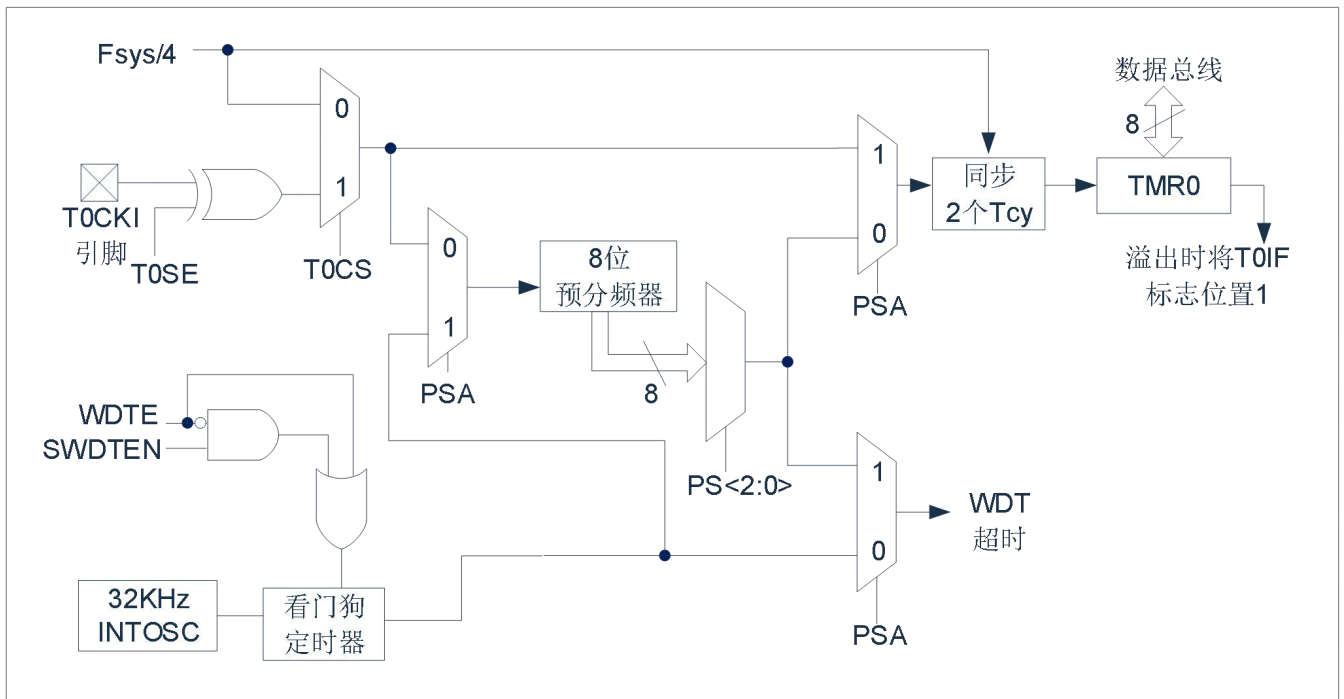 Fsys/4
数据总线
0
8
1
1
同步
2个Tcy
TMR0
T0CKI
引脚
T0SE
T0CS
0
8位
预分频器
0
溢出时将T0IF
标志位置1
PSA
1
PSA
8
WDTE
SWDTEN
PS<2:0>
1
WDT
超时
0
32KHz
INTOSC
看门狗
定时器
PSA